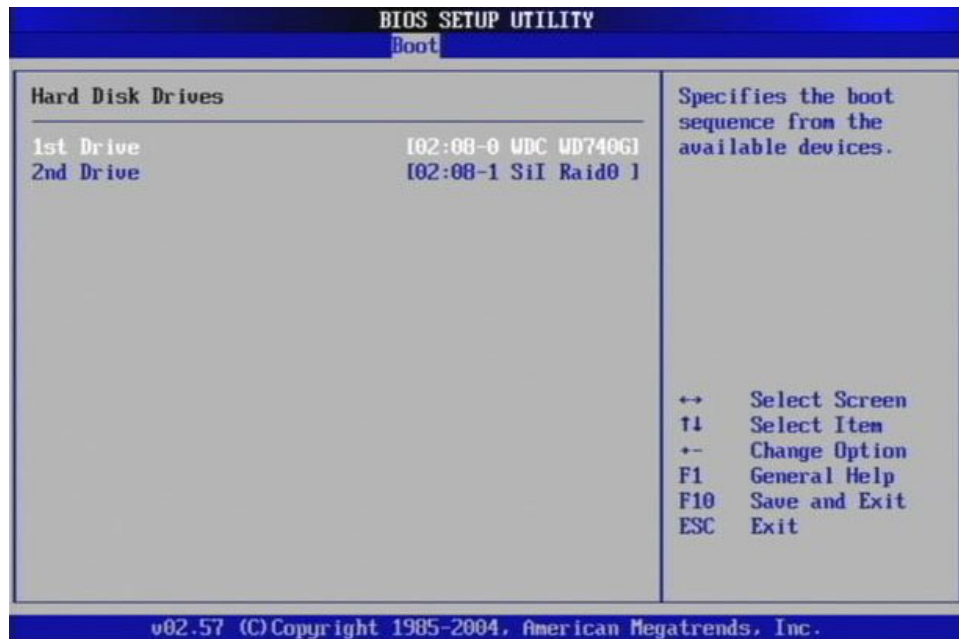 BIOS SETUP UTILITY
Boot
Hard Disk Drives
1st Drive [02:08-0 WDC WD740G]
2nd Drive [02:08-1 SiI Raid0 ]
Specifies the boot
sequence from the
available devices.
↔ Select Screen
↑↓ Select Item
+- Change Option
F1 General Help
F10 Save and Exit
ESC Exit
v02.57 (C)Copyright 1985-2004, American Megatrends, Inc.